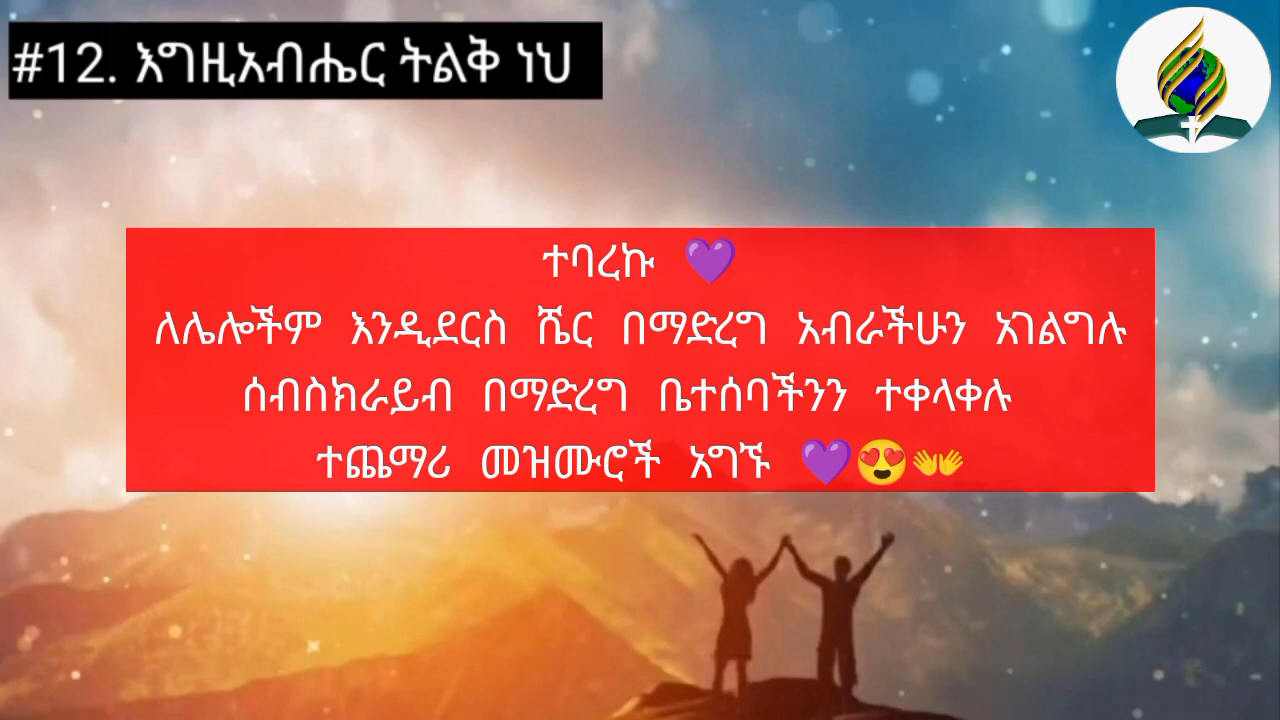 #12. እግዚአብሔር ትልቅ ነህ
ተባረኩ 💜
ለሌሎችም እንዲደርስ ሼር በማድረግ አብራችሁን አገልግሉ
ሰብስክራይብ በማድረግ ቤተሰባችንን ተቀላቀሉ
ተጨማሪ መዝሙሮች አግኙ 💜😍👐